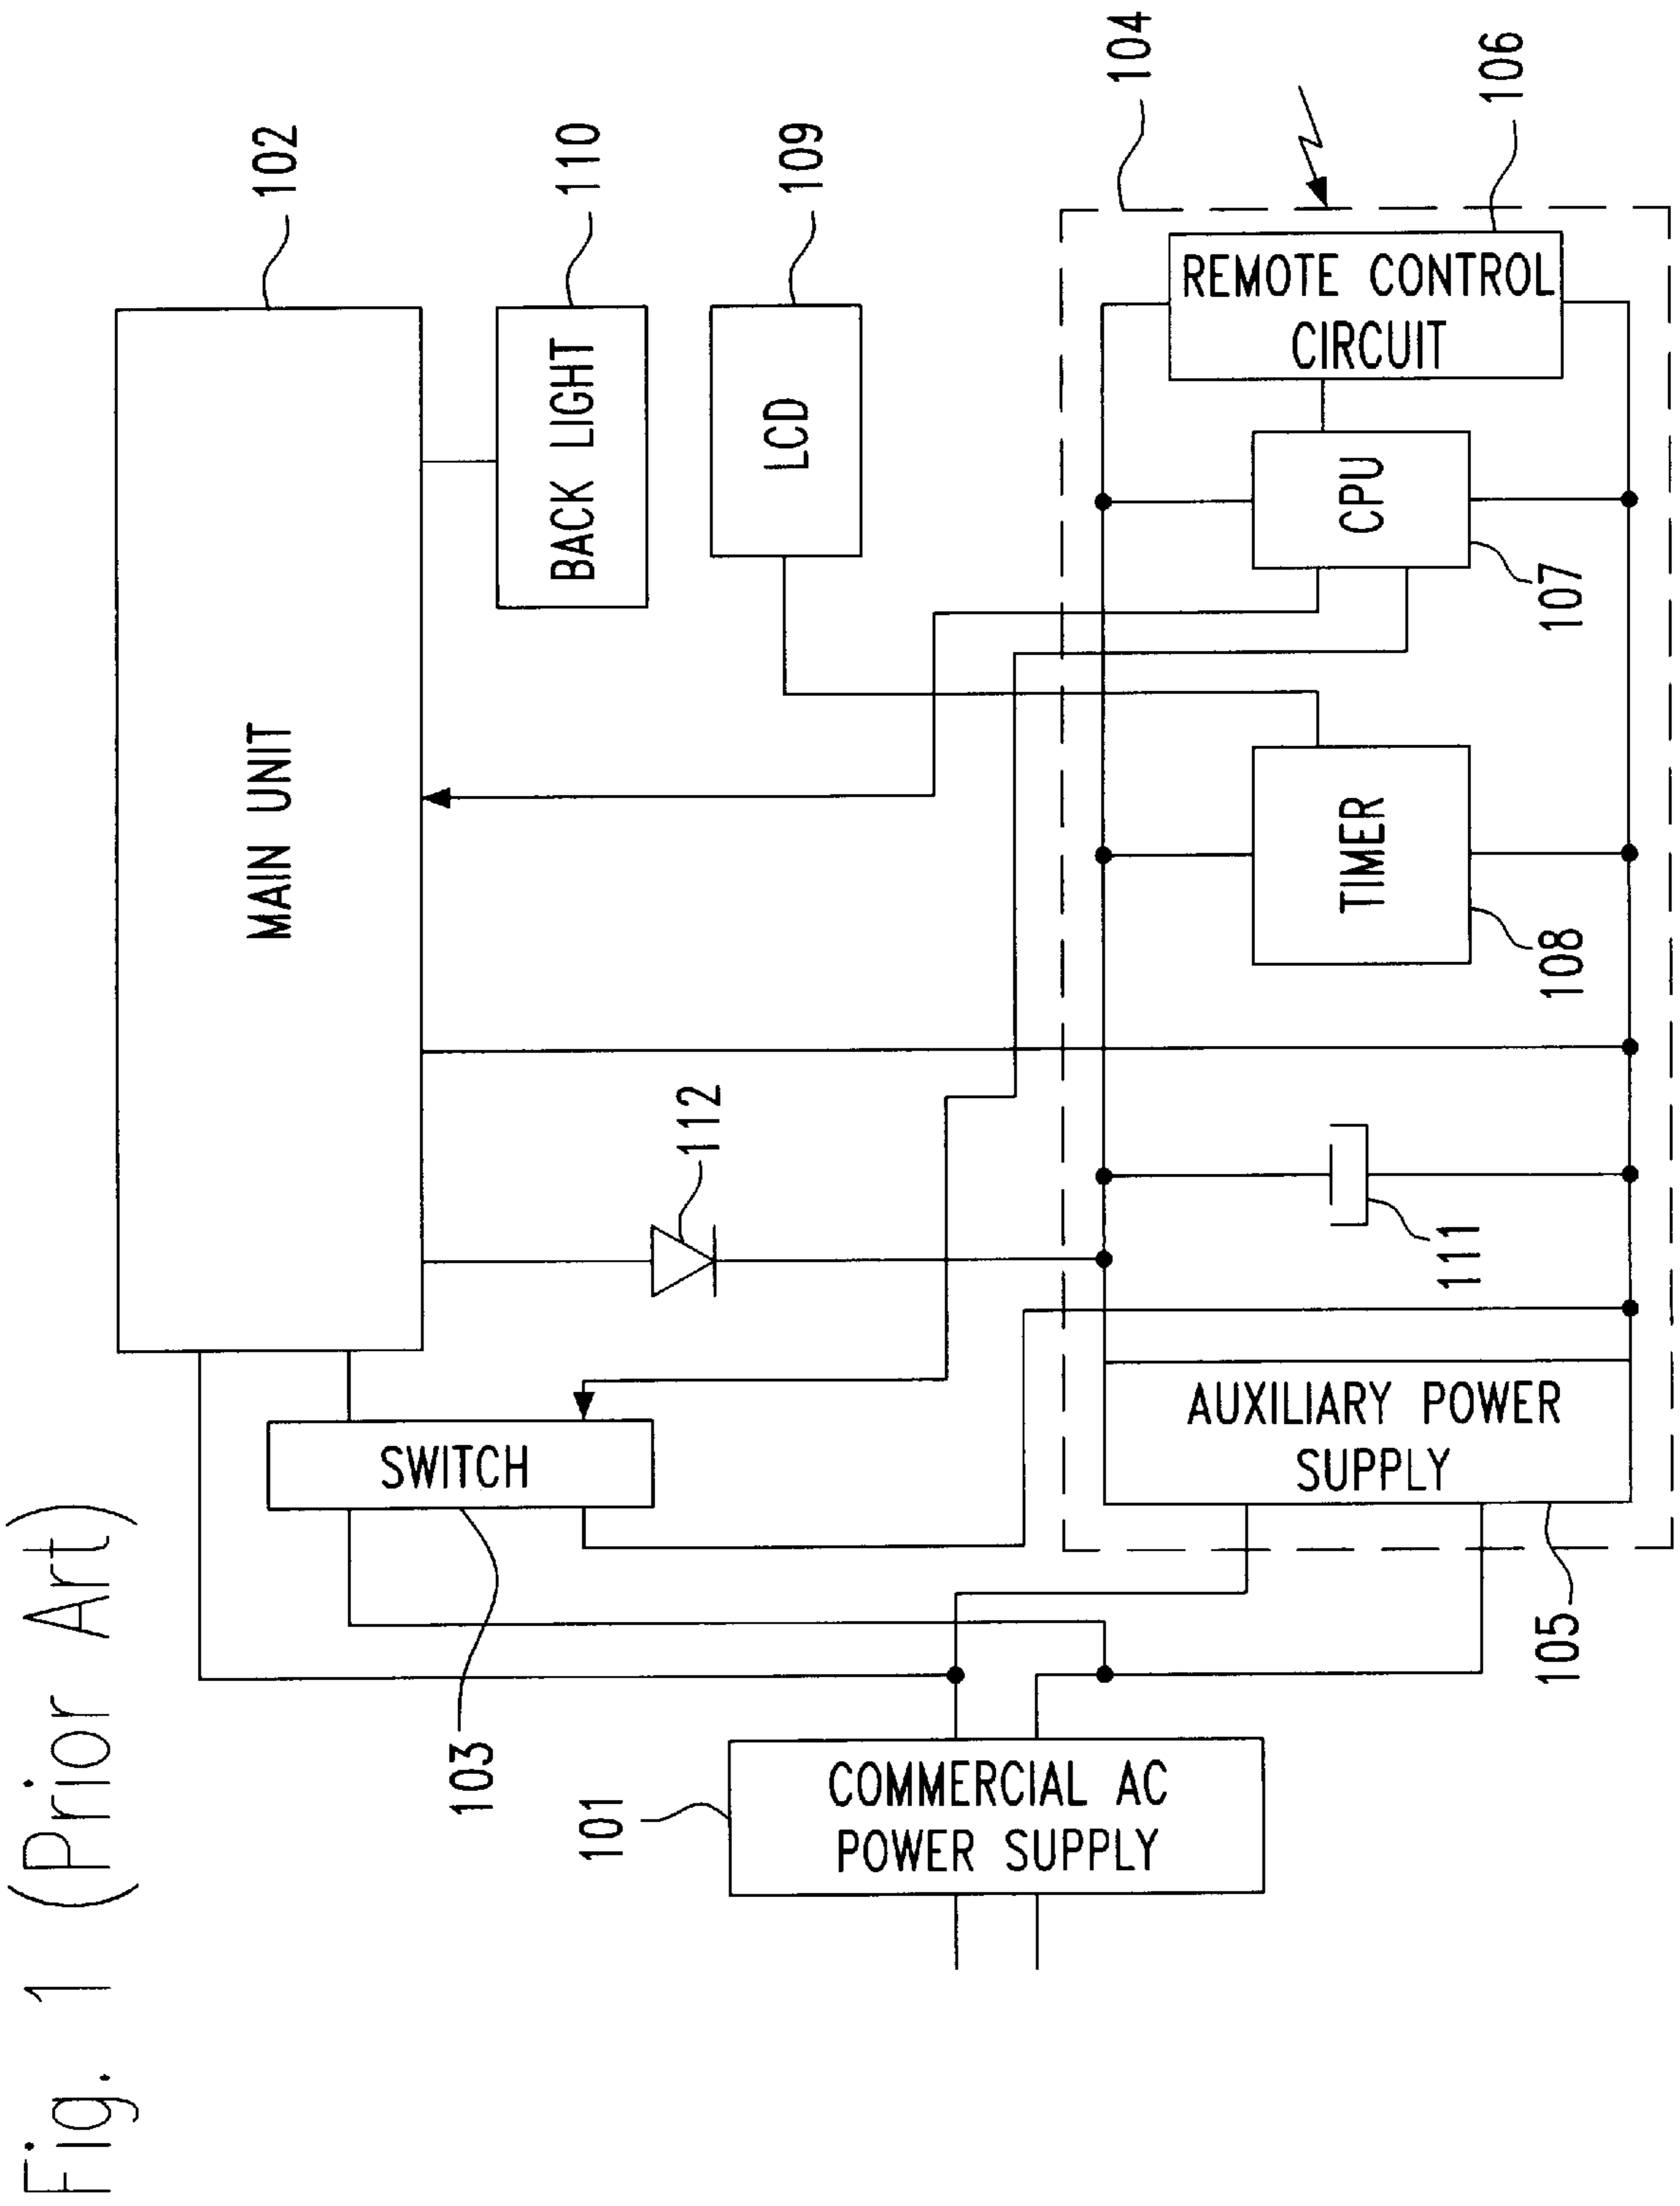 Fig. 1 (Prior Art)
MAIN UNIT
102
SWITCH
103
112
BACK LIGHT
110
LCD
109
101
COMMERCIAL AC
POWER SUPPLY
104
AUXILIARY POWER
SUPPLY
105
111
TIMER
108
CPU
107
REMOTE CONTROL
CIRCUIT
106